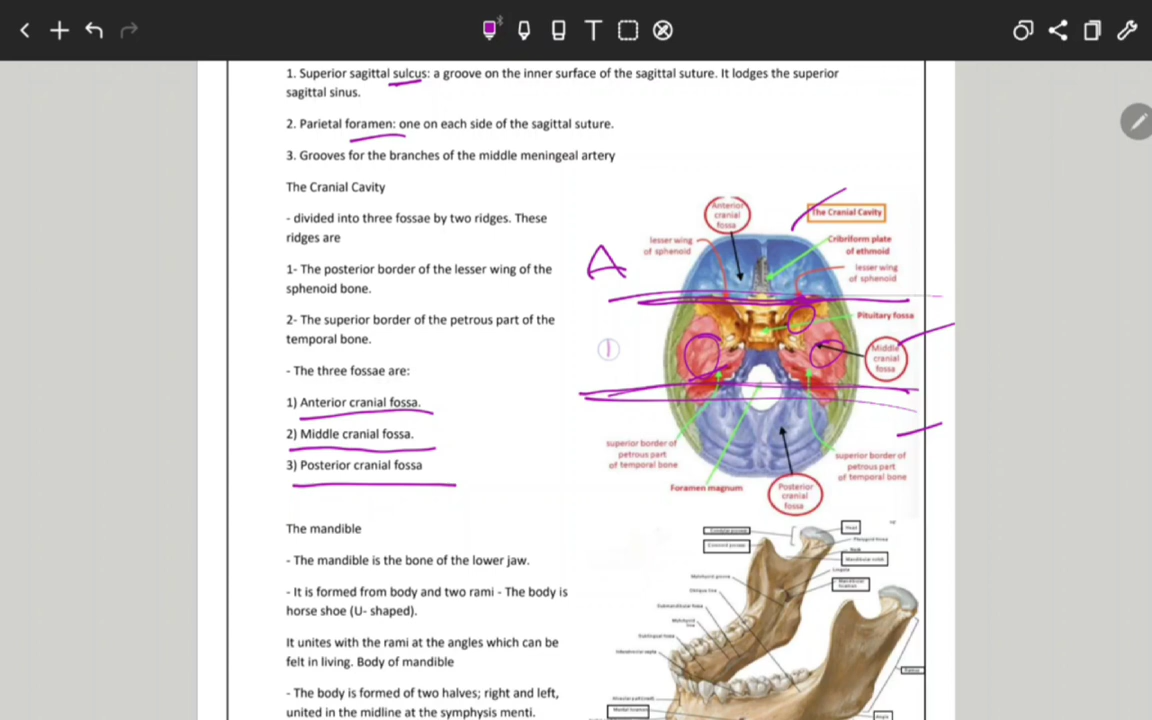 1. Superior sagittal sulcus: a groove on the inner surface of the sagittal suture. It lodges the superior
sagittal sinus.
2. Parietal foramen: one on each side of the sagittal suture.
3. Grooves for the branches of the middle meningeal artery
The Cranial Cavity
- divided into three fossae by two ridges. These
ridges are
1- The posterior border of the lesser wing of the
sphenoid bone.
2- The superior border of the petrous part of the
temporal bone.
- The three fossae are:
1) Anterior cranial fossa.
2) Middle cranial fossa.
3) Posterior cranial fossa
A
Anterior
cranial
fossa
The Cranial Cavity
lesser wing
of sphenoid
Cribriform plate
of ethmoid
lesser wing
of sphenoid
Pituitary fossa
Middle
cranial
fossa
superior border of
petrous part
of temporal bone
superior border of
petrous part
of temporal bone
Foramen magnum
Posterior
cranial
fossa
The mandible
- The mandible is the bone of the lower jaw.
- It is formed from body and two rami - The body is
horse shoe (U- shaped).
It unites with the rami at the angles which can be
felt in living. Body of mandible
- The body is formed of two halves; right and left,
united in the midline at the symphysis menti.
Head
Neck
Lingula
Oblique line
Angle